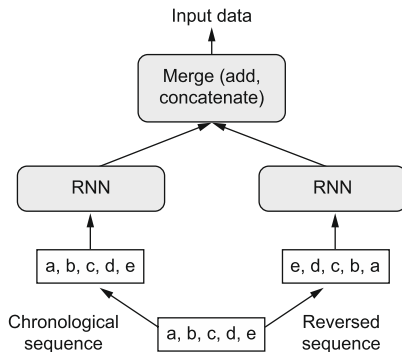 Input data
Merge (add,
concatenate)
RNN
RNN
a, b, c, d, e
e, d, c, b, a
Chronological
sequence
a, b, c, d, e
Reversed
sequence